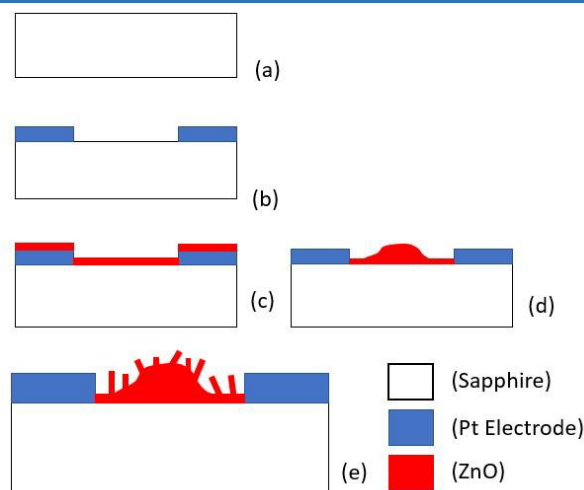 (a)
(b)
(c)
(d)
(e)
(Sapphire)
(Pt Electrode)
(ZnO)